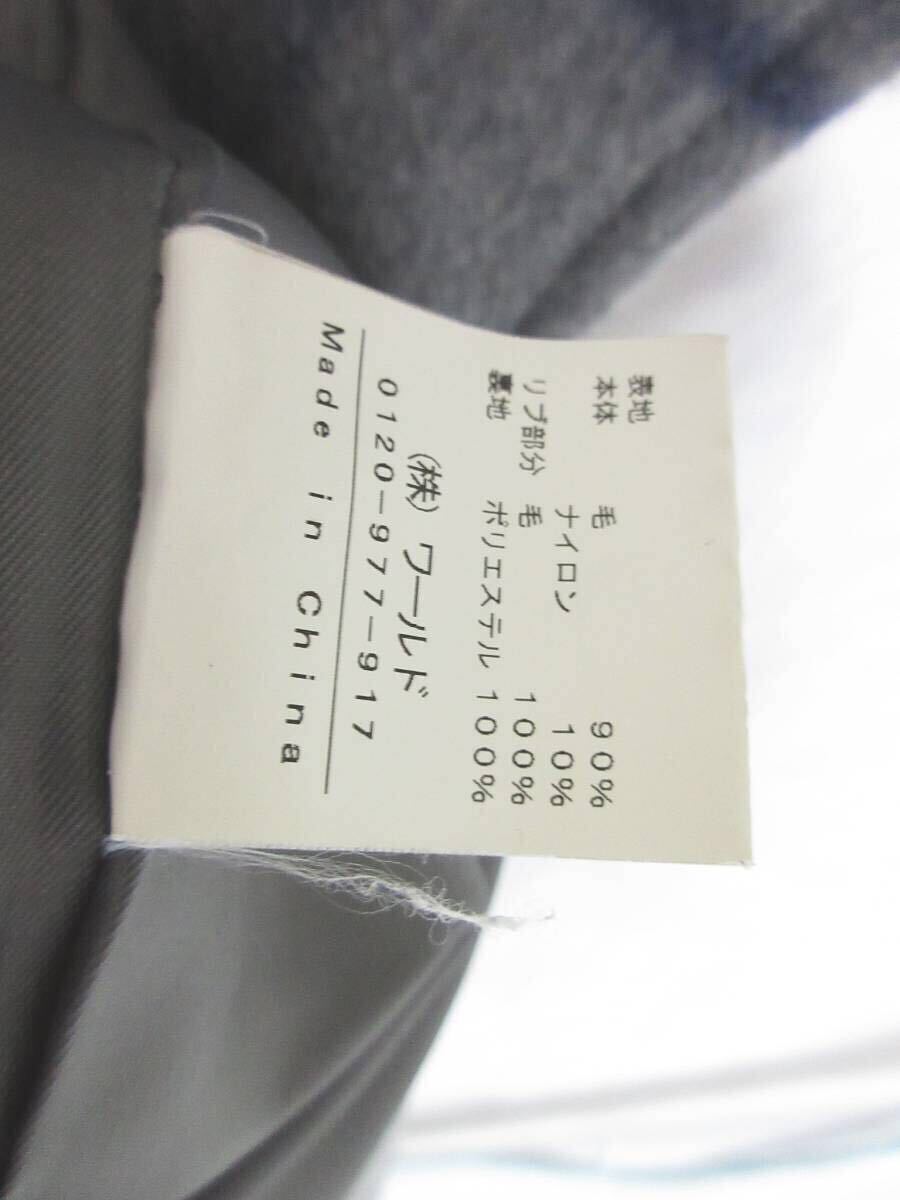 表地
本体 毛 90%
ナイロン 10%
リブ部分 毛 100%
裏地 ポリエステル 100%
(株) ワールド
0120-977-917
Made in China